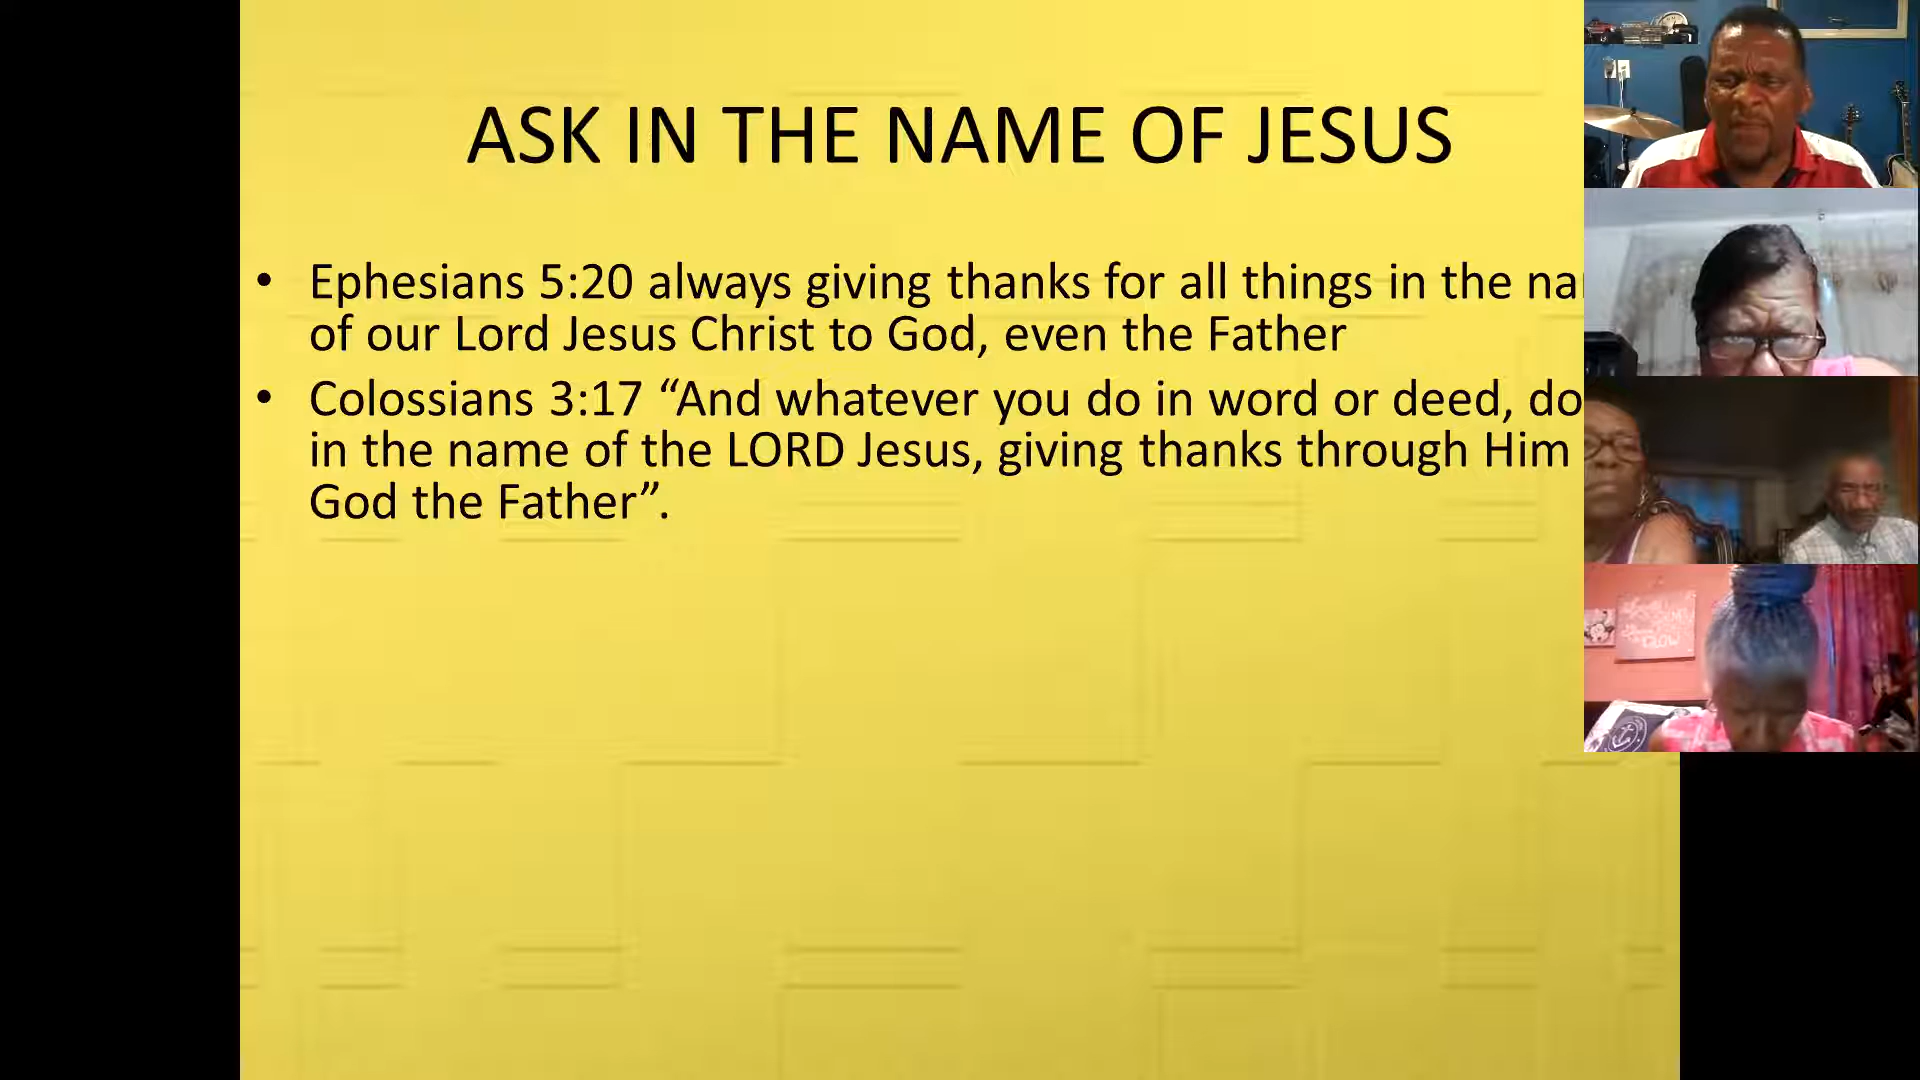 ASK IN THE NAME OF JESUS
• Ephesians 5:20 always giving thanks for all things in the
of our Lord Jesus Christ to God, even the Father
• Colossians 3:17 “And whatever you do in word or deed, do
in the name of the LORD Jesus, giving thanks through Him
God the Father”.
GROW